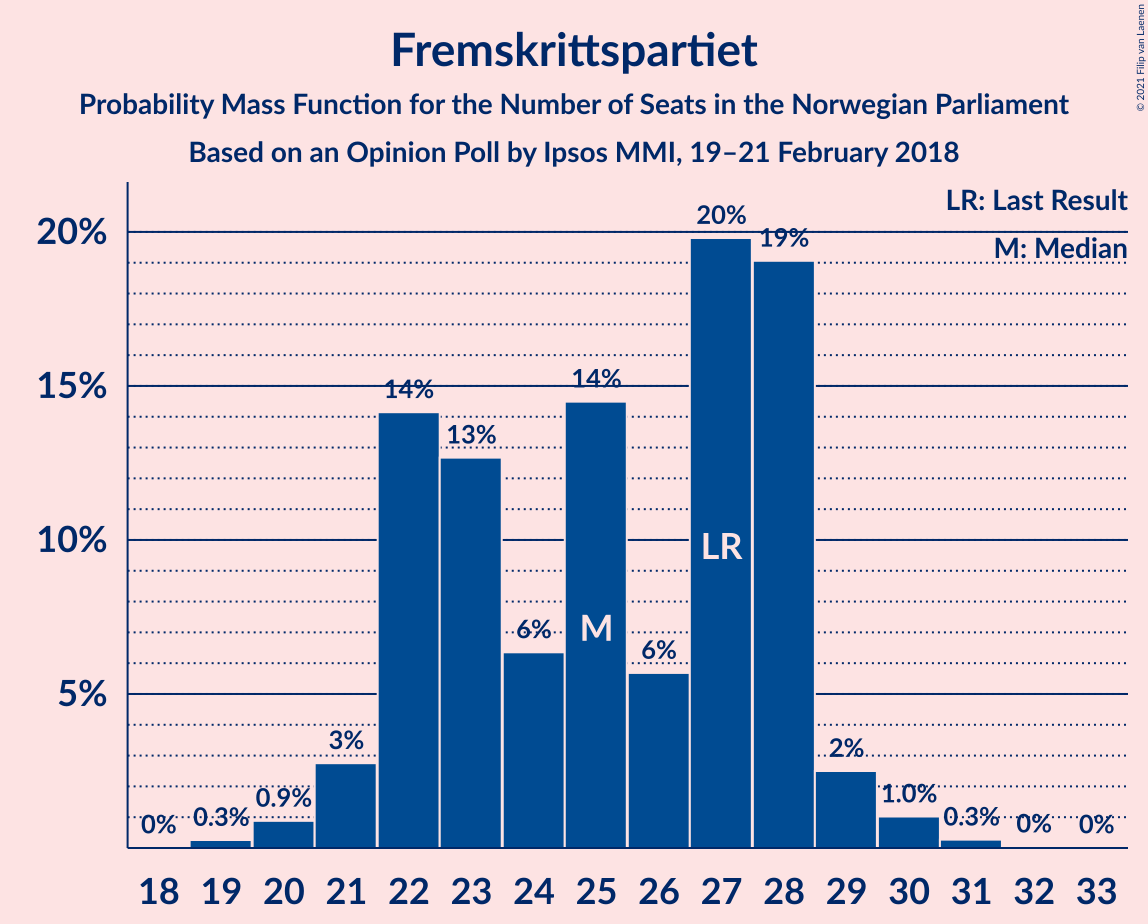 Fremskrittspartiet
Probability Mass Function for the Number of Seats in the Norwegian Parliament
Based on an Opinion Poll by Ipsos MMI, 19–21 February 2018
© 2021 Filip van Laenen
LR: Last Result
M: Median
20%
15%
10%
5%
0%
0.3%
0.9%
3%
14%
13%
6%
14%
6%
20%
19%
2%
1.0%
0.3%
0%
0%
M
LR
18 19 20 21 22 23 24 25 26 27 28 29 30 31 32 33